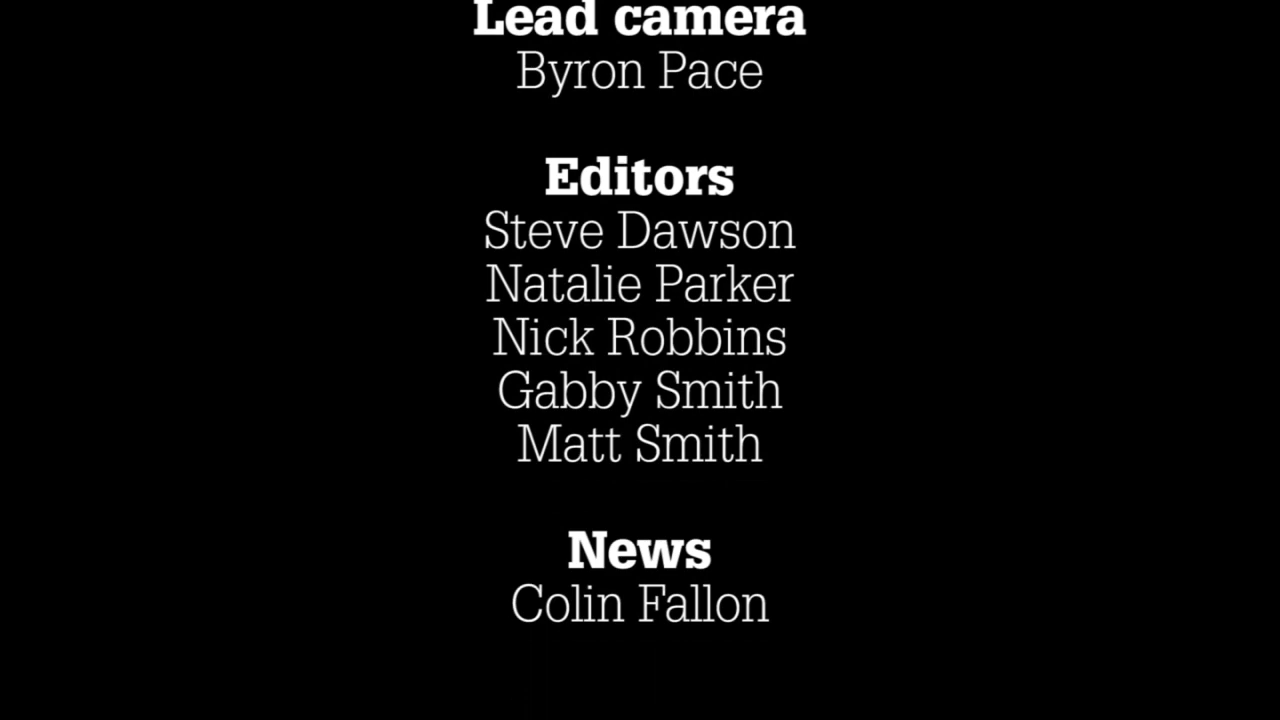 Lead camera
Byron Pace
Editors
Steve Dawson
Natalie Parker
Nick Robbins
Gabby Smith
Matt Smith
News
Colin Fallon